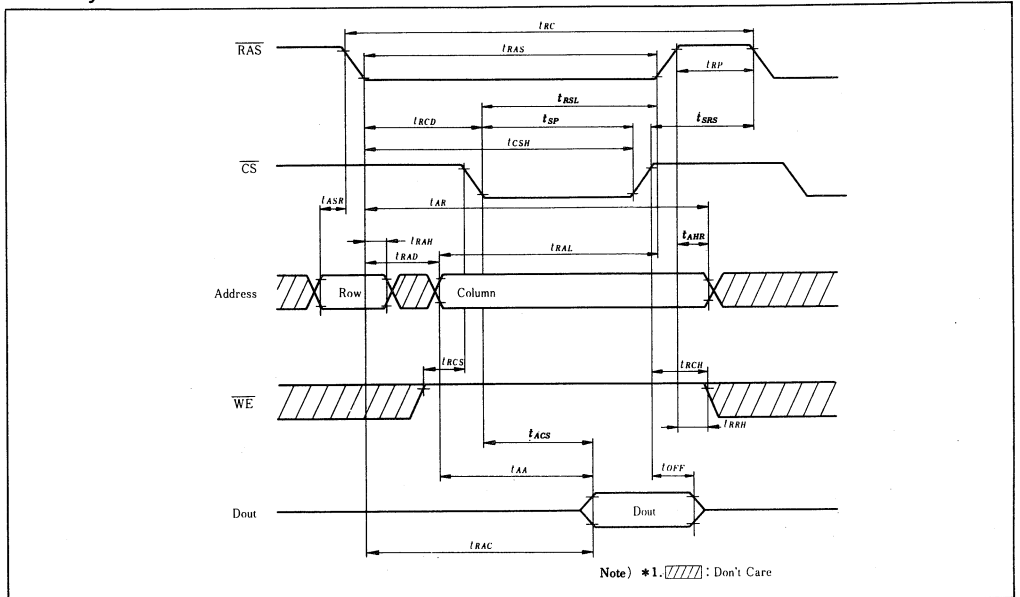 tRC
RAS
tRAS
tRP
tRSL
tRCD
tSP
tSRS
tCSH
CS
tASR
tAR
tRAH
tAHR
tRAD
tRAL
Address
Row
Column
tRCS
tRCH
WE
tRRH
tACS
tAA
tOFF
Dout
Dout
tRAC
Note) *1. : Don't Care